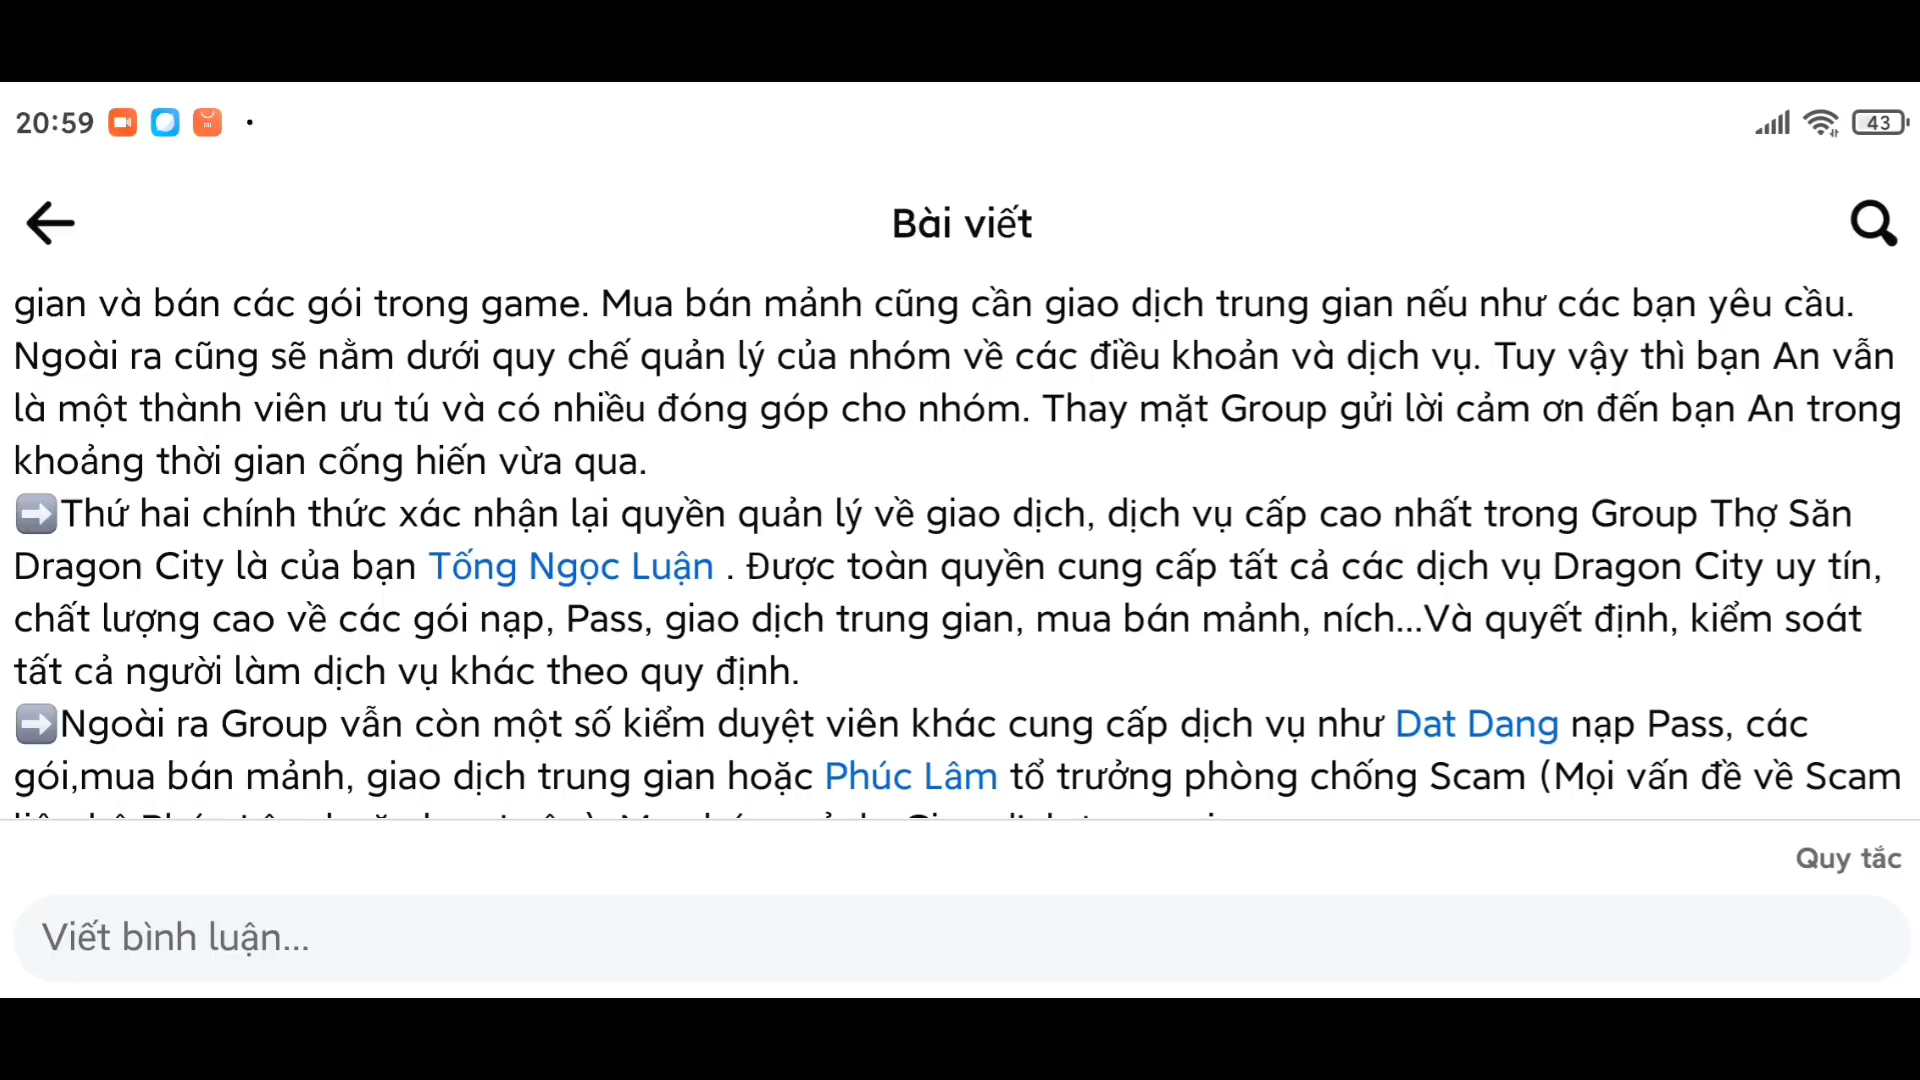 20:59
43
Bài viết
gian và bán các gói trong game. Mua bán mảnh cũng cần giao dịch trung gian nếu như các bạn yêu cầu.
Ngoài ra cũng sẽ nằm dưới quy chế quản lý của nhóm về các điều khoản và dịch vụ. Tuy vậy thì bạn An vẫn
là một thành viên ưu tú và có nhiều đóng góp cho nhóm. Thay mặt Group gửi lời cảm ơn đến bạn An trong
khoảng thời gian cống hiến vừa qua.
➡️Thứ hai chính thức xác nhận lại quyền quản lý về giao dịch, dịch vụ cấp cao nhất trong Group Thợ Săn
Dragon City là của bạn Tống Ngọc Luận . Được toàn quyền cung cấp tất cả các dịch vụ Dragon City uy tín,
chất lượng cao về các gói nạp, Pass, giao dịch trung gian, mua bán mảnh, ních...Và quyết định, kiểm soát
tất cả người làm dịch vụ khác theo quy định.
➡️Ngoài ra Group vẫn còn một số kiểm duyệt viên khác cung cấp dịch vụ như Dat Dang nạp Pass, các
gói,mua bán mảnh, giao dịch trung gian hoặc Phúc Lâm tổ trưởng phòng chống Scam (Mọi vấn đề về Scam
Quy tắc
Viết bình luận...